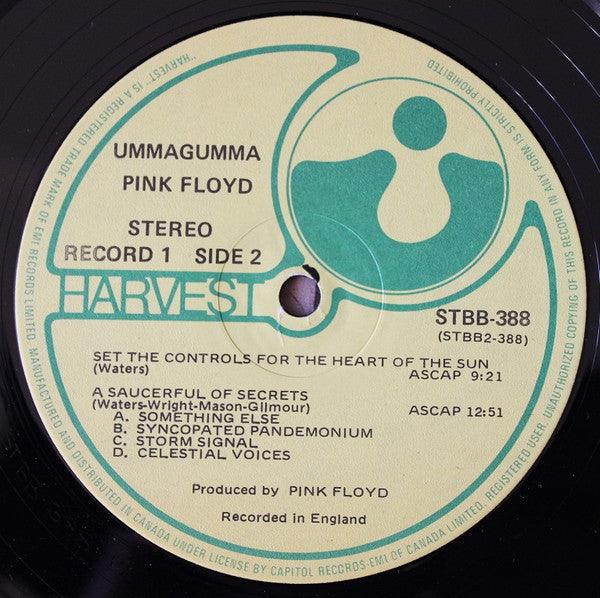 UMMAGUMMA
PINK FLOYD
STEREO
RECORD 1 SIDE 2
HARVEST
STBB-388
(STBB2-388)
SET THE CONTROLS FOR THE HEART OF THE SUN
(Waters) ASCAP 9:21
A SAUCERFUL OF SECRETS
(Waters-Wright-Mason-Gilmour) ASCAP 12:51
A. SOMETHING ELSE
B. SYNCOPATED PANDEMONIUM
C. STORM SIGNAL
D. CELESTIAL VOICES
Produced by PINK FLOYD
Recorded in England
"HARVEST" IS A REGISTERED TRADE MARK OF EMI RECORDS LIMITED. MANUFACTURED AND DISTRIBUTED IN CANADA UNDER LICENSE BY CAPITOL RECORDS-EMI OF CANADA LIMITED, REGISTERED USER. UNAUTHORIZED COPYING OF THIS RECORD IN ANY FORM IS STRICTLY PROHIBITED